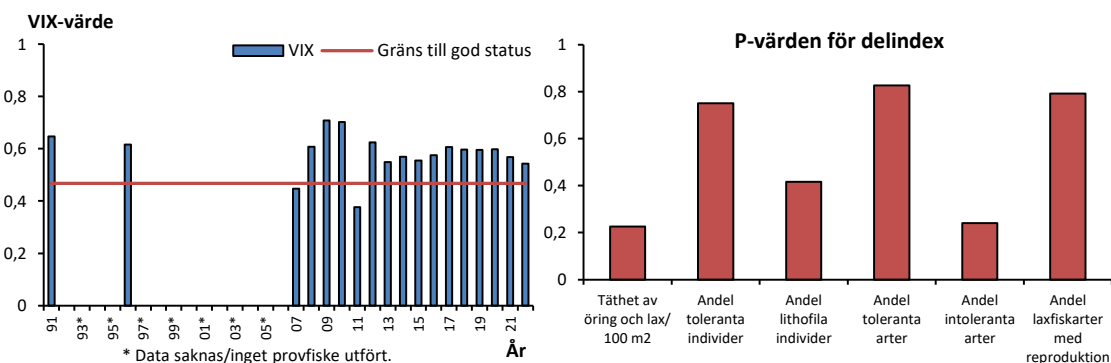 VIX-värde
1
0,8
0,6
0,4
0,2
0
VIX
Gräns till god status
91
93*
95*
97*
99*
01*
03*
05*
07
09
11
13
15
17
19
21
* Data saknas/inget provfiske utfört.
År
P-värden för delindex
1
0,8
0,6
0,4
0,2
0
Täthet av
öring och lax/
100 m2
Andel
toleranta
individer
Andel
lithofila
individer
Andel
toleranta
arter
Andel
intoleranta
arter
Andel
laxfiskarter
med
reproduktion